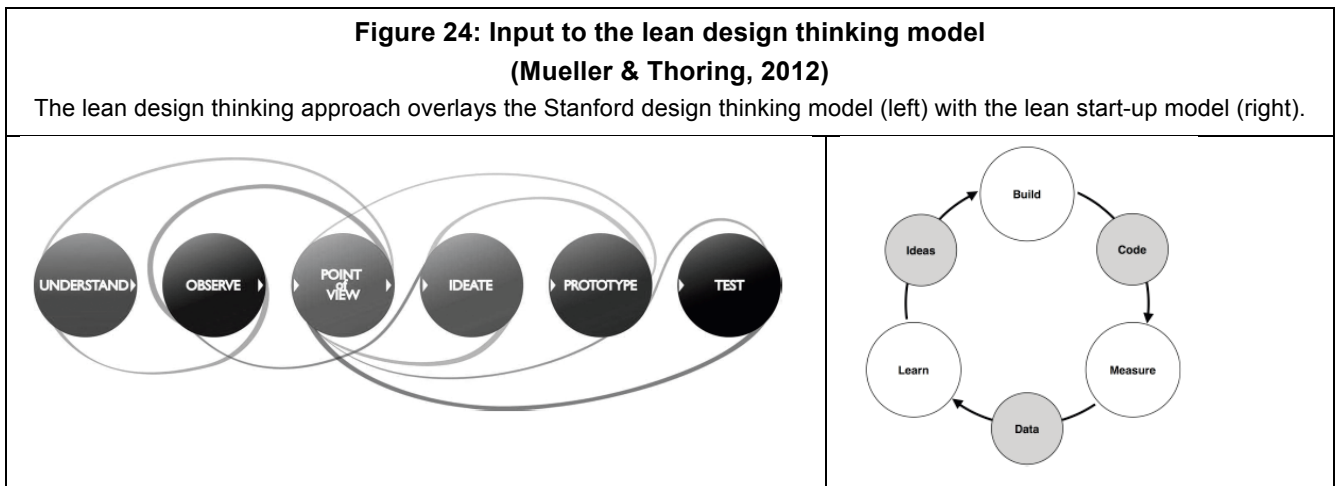 Figure 24: Input to the lean design thinking model
(Mueller & Thoring, 2012)
The lean design thinking approach overlays the Stanford design thinking model (left) with the lean start-up model (right).
UNDERSTAND
OBSERVE
POINT
of
VIEW
IDEATE
PROTOTYPE
TEST
Build
Ideas
Code
Learn
Measure
Data